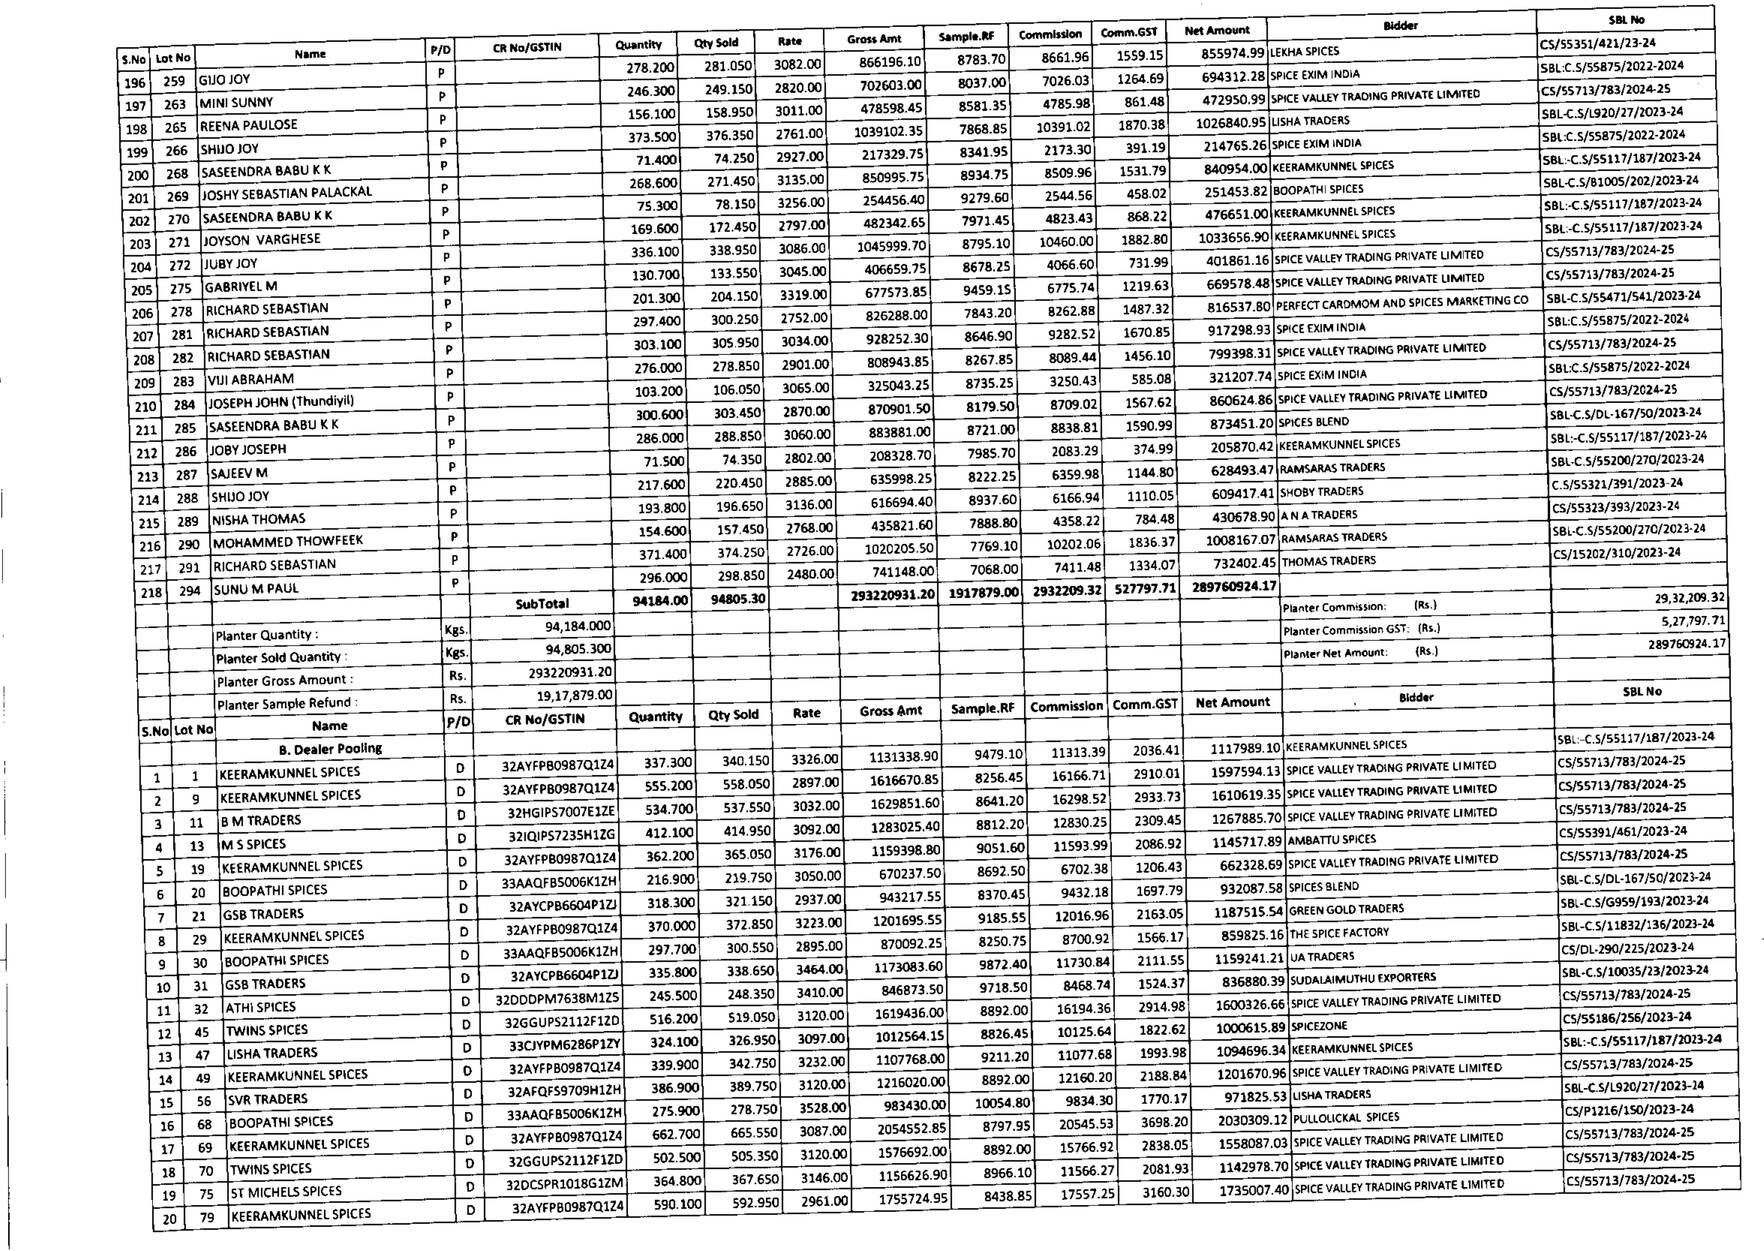 S.No Lot No Name P/D CR No/GSTIN Quantity Qty Sold Rate Gross Amt Sample.RF Commission Comm.GST Net Amount Bidder SBL No
196 259 GIJO JOY P 278.200 281.050 3082.00 866196.10 8783.70 8661.96 1559.15 855974.99 LEKHA SPICES CS/55351/421/23-24
197 263 MINI SUNNY P 246.300 249.150 2820.00 702603.00 8037.00 7026.03 1264.69 694312.28 SPICE EXIM INDIA SBL:C.S/55875/2022-2024
198 265 REENA PAULOSE P 156.100 158.950 3011.00 478598.45 8581.35 4785.98 861.48 472950.99 SPICE VALLEY TRADING PRIVATE LIMITED CS/55713/783/2024-25
199 266 SHIJO JOY P 373.500 376.350 2761.00 1039102.35 7868.85 10391.02 1870.38 1026840.95 LISHA TRADERS SBL-C.S/L920/27/2023-24
200 268 SASEENDRA BABU K K P 71.400 74.250 2927.00 217329.75 8341.95 2173.30 391.19 214765.26 SPICE EXIM INDIA SBL:C.S/55875/2022-2024
201 269 JOSHY SEBASTIAN PALACKAL P 268.600 271.450 3135.00 850995.75 8934.75 8509.96 1531.79 840954.00 KEERAMKUNNEL SPICES SBL:-C.S/55117/187/2023-24
202 270 SASEENDRA BABU K K P 75.300 78.150 3256.00 254456.40 9279.60 2544.56 458.02 251453.82 BOOPATHI SPICES SBL-C.S/B1005/202/2023-24
203 271 JOYSON VARGHESE P 169.600 172.450 2797.00 482342.65 7971.45 4823.43 868.22 476651.00 KEERAMKUNNEL SPICES SBL:-C.S/55117/187/2023-24
204 272 JUBY JOY P 336.100 338.950 3086.00 1045999.70 8795.10 10460.00 1882.80 1033656.90 KEERAMKUNNEL SPICES SBL:-C.S/55117/187/2023-24
205 275 GABRIYEL M P 130.700 133.550 3045.00 406659.75 8678.25 4066.60 731.99 401861.16 SPICE VALLEY TRADING PRIVATE LIMITED CS/55713/783/2024-25
206 278 RICHARD SEBASTIAN P 201.300 204.150 3319.00 677573.85 9459.15 6775.74 1219.63 669578.48 SPICE VALLEY TRADING PRIVATE LIMITED CS/55713/783/2024-25
207 281 RICHARD SEBASTIAN P 297.400 300.250 2752.00 826288.00 7843.20 8262.88 1487.32 816537.80 PERFECT CARDMOM AND SPICES MARKETING CO SBL-C.S/55471/541/2023-24
208 282 RICHARD SEBASTIAN P 303.100 305.950 3034.00 928252.30 8646.90 9282.52 1670.85 917298.93 SPICE EXIM INDIA SBL:C.S/55875/2022-2024
209 283 VIJI ABRAHAM P 276.000 278.850 2901.00 808943.85 8267.85 8089.44 1456.10 799398.31 SPICE VALLEY TRADING PRIVATE LIMITED CS/55713/783/2024-25
210 284 JOSEPH JOHN (Thundiyil) P 103.200 106.050 3065.00 325043.25 8735.25 3250.43 585.08 321207.74 SPICE EXIM INDIA SBL:C.S/55875/2022-2024
211 285 SASEENDRA BABU K K P 300.600 303.450 2870.00 870901.50 8179.50 8709.02 1567.62 860624.86 SPICE VALLEY TRADING PRIVATE LIMITED CS/55713/783/2024-25
212 286 JOBY JOSEPH P 286.000 288.850 3060.00 883881.00 8721.00 8838.81 1590.99 873451.20 SPICES BLEND SBL-C.S/DL-167/50/2023-24
213 287 SAJEEV M P 71.500 74.350 2802.00 208328.70 7985.70 2083.29 374.99 205870.42 KEERAMKUNNEL SPICES SBL:-C.S/55117/187/2023-24
214 288 SHIJO JOY P 217.600 220.450 2885.00 635998.25 8222.25 6359.98 1144.80 628493.47 RAMSARAS TRADERS SBL-C.S/55200/270/2023-24
215 289 NISHA THOMAS P 193.800 196.650 3136.00 616694.40 8937.60 6166.94 1110.05 609417.41 SHOBY TRADERS C.S/55321/391/2023-24
216 290 MOHAMMED THOWFEEK P 154.600 157.450 2768.00 435821.60 7888.80 4358.22 784.48 430678.90 A N A TRADERS CS/55323/393/2023-24
217 291 RICHARD SEBASTIAN P 371.400 374.250 2726.00 1020205.50 7769.10 10202.06 1836.37 1008167.07 RAMSARAS TRADERS SBL-C.S/55200/270/2023-24
218 294 SUNU M PAUL P 296.000 298.850 2480.00 741148.00 7068.00 7411.48 1334.07 732402.45 THOMAS TRADERS CS/15202/310/2023-24
SubTotal 94184.00 94805.30 293220931.20 1917879.00 2932209.32 527797.71 289760924.17
Planter Quantity : Kgs. 94,184.000 Planter Commission: (Rs.) 29,32,209.32
Planter Sold Quantity : Kgs. 94,805.300 Planter Commission GST: (Rs.) 5,27,797.71
Planter Gross Amount : Rs. 293220931.20 Planter Net Amount: (Rs.) 289760924.17
Planter Sample Refund : Rs. 19,17,879.00
S.No Lot No Name P/D CR No/GSTIN Quantity Qty Sold Rate Gross Amt Sample.RF Commission Comm.GST Net Amount Bidder SBL No
B. Dealer Pooling
1 1 KEERAMKUNNEL SPICES D 32AYFPB0987Q1Z4 337.300 340.150 3326.00 1131338.90 9479.10 11313.39 2036.41 1117989.10 KEERAMKUNNEL SPICES SBL:-C.S/55117/187/2023-24
2 9 KEERAMKUNNEL SPICES D 32AYFPB0987Q1Z4 555.200 558.050 2897.00 1616670.85 8256.45 16166.71 2910.01 1597594.13 SPICE VALLEY TRADING PRIVATE LIMITED CS/55713/783/2024-25
3 11 B M TRADERS D 32HGIPS7007E1ZE 534.700 537.550 3032.00 1629851.60 8641.20 16298.52 2933.73 1610619.35 SPICE VALLEY TRADING PRIVATE LIMITED CS/55713/783/2024-25
4 13 M S SPICES D 32IQIPS7235H1ZG 412.100 414.950 3092.00 1283025.40 8812.20 12830.25 2309.45 1267885.70 SPICE VALLEY TRADING PRIVATE LIMITED CS/55713/783/2024-25
5 19 KEERAMKUNNEL SPICES D 32AYFPB0987Q1Z4 362.200 365.050 3176.00 1159398.80 9051.60 11593.99 2086.92 1145717.89 AMBATTU SPICES CS/55391/461/2023-24
6 20 BOOPATHI SPICES D 33AAQFB5006K1ZH 216.900 219.750 3050.00 670237.50 8692.50 6702.38 1206.43 662328.69 SPICE VALLEY TRADING PRIVATE LIMITED CS/55713/783/2024-25
7 21 GSB TRADERS D 32AYCPB6604P1ZJ 318.300 321.150 2937.00 943217.55 8370.45 9432.18 1697.79 932087.58 SPICES BLEND SBL-C.S/DL-167/50/2023-24
8 29 KEERAMKUNNEL SPICES D 32AYFPB0987Q1Z4 370.000 372.850 3223.00 1201695.55 9185.55 12016.96 2163.05 1187515.54 GREEN GOLD TRADERS SBL-C.S/G959/193/2023-24
9 30 BOOPATHI SPICES D 33AAQFB5006K1ZH 297.700 300.550 2895.00 870092.25 8250.75 8700.92 1566.17 859825.16 THE SPICE FACTORY SBL-C.S/11832/136/2023-24
10 31 GSB TRADERS D 32AYCPB6604P1ZJ 335.800 338.650 3464.00 1173083.60 9872.40 11730.84 2111.55 1159241.21 UA TRADERS CS/DL-290/225/2023-24
11 32 ATHI SPICES D 32DDDPM7638M1Z5 245.500 248.350 3410.00 846873.50 9718.50 8468.74 1524.37 836880.39 SUDALAIMUTHU EXPORTERS SBL-C.S/10035/23/2023-24
12 45 TWINS SPICES D 32GGUPS2112F1ZD 516.200 519.050 3120.00 1619436.00 8892.00 16194.36 2914.98 1600326.66 SPICE VALLEY TRADING PRIVATE LIMITED CS/55713/783/2024-25
13 47 LISHA TRADERS D 33CJYPM6286P1ZY 324.100 326.950 3097.00 1012564.15 8826.45 10125.64 1822.62 1000615.89 SPICEZONE CS/55186/256/2023-24
14 49 KEERAMKUNNEL SPICES D 32AYFPB0987Q1Z4 339.900 342.750 3232.00 1107768.00 9211.20 11077.68 1993.98 1094696.34 KEERAMKUNNEL SPICES SBL:-C.S/55117/187/2023-24
15 56 SVR TRADERS D 32AFQFS9709H1ZH 386.900 389.750 3120.00 1216020.00 8892.00 12160.20 2188.84 1201670.96 SPICE VALLEY TRADING PRIVATE LIMITED CS/55713/783/2024-25
16 68 BOOPATHI SPICES D 33AAQFB5006K1ZH 275.900 278.750 3528.00 983430.00 10054.80 9834.30 1770.17 971825.53 LISHA TRADERS SBL-C.S/L920/27/2023-24
17 69 KEERAMKUNNEL SPICES D 32AYFPB0987Q1Z4 662.700 665.550 3087.00 2054552.85 8797.95 20545.53 3698.20 2030309.12 PULLOLICKAL SPICES CS/P1216/150/2023-24
18 70 TWINS SPICES D 32GGUPS2112F1ZD 502.500 505.350 3120.00 1576692.00 8892.00 15766.92 2838.05 1558087.03 SPICE VALLEY TRADING PRIVATE LIMITED CS/55713/783/2024-25
19 75 ST MICHELS SPICES D 32DCSPR1018G1ZM 364.800 367.650 3146.00 1156626.90 8966.10 11566.27 2081.93 1142978.70 SPICE VALLEY TRADING PRIVATE LIMITED CS/55713/783/2024-25
20 79 KEERAMKUNNEL SPICES D 32AYFPB0987Q1Z4 590.100 592.950 2961.00 1755724.95 8438.85 17557.25 3160.30 1735007.40 SPICE VALLEY TRADING PRIVATE LIMITED CS/55713/783/2024-25